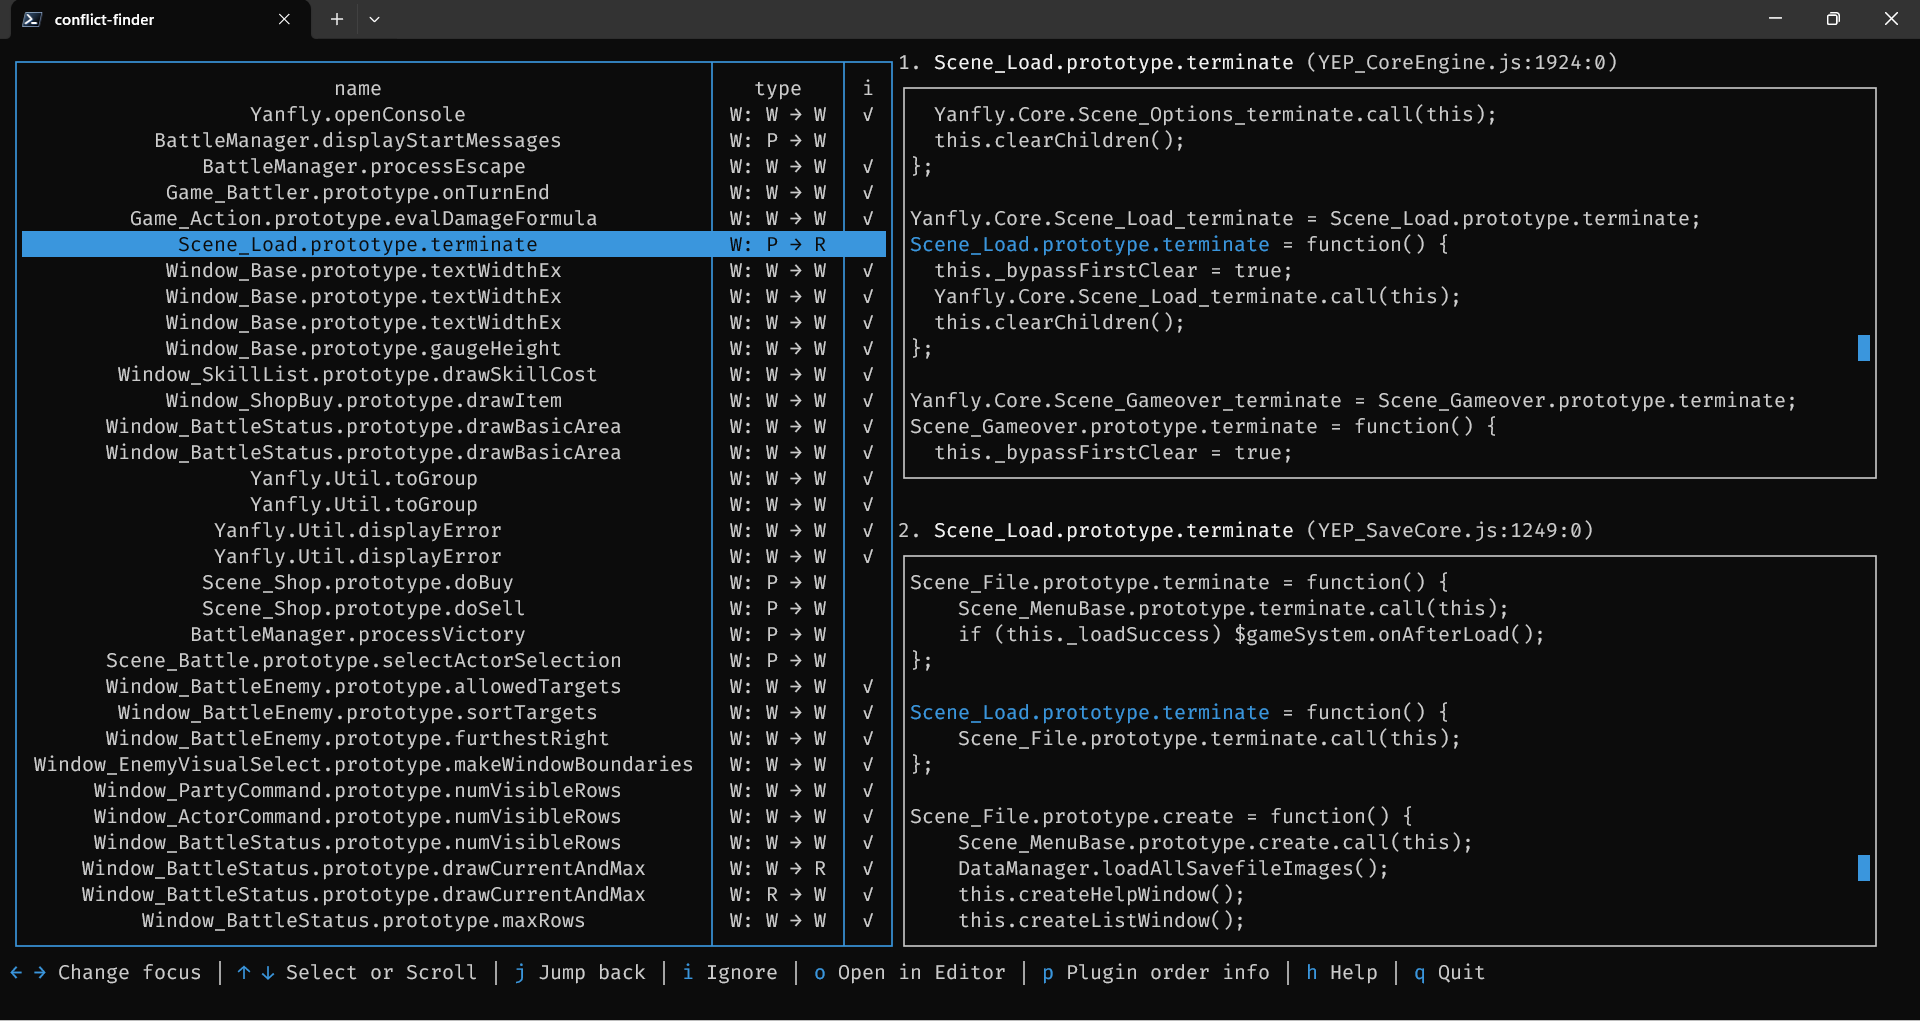 conflict-finder
name type i
Yanfly.openConsole W: W → W √
BattleManager.displayStartMessages W: P → W
BattleManager.processEscape W: W → W √
Game_Battler.prototype.onTurnEnd W: W → W √
Game_Action.prototype.evalDamageFormula W: W → W √
Scene_Load.prototype.terminate W: P → R
Window_Base.prototype.textWidthEx W: W → W √
Window_Base.prototype.textWidthEx W: W → W √
Window_Base.prototype.textWidthEx W: W → W √
Window_Base.prototype.gaugeHeight W: W → W √
Window_SkillList.prototype.drawSkillCost W: W → W √
Window_ShopBuy.prototype.drawItem W: W → W √
Window_BattleStatus.prototype.drawBasicArea W: W → W √
Window_BattleStatus.prototype.drawBasicArea W: W → W √
Yanfly.Util.toGroup W: W → W √
Yanfly.Util.toGroup W: W → W √
Yanfly.Util.displayError W: W → W √
Yanfly.Util.displayError W: W → W √
Scene_Shop.prototype.doBuy W: P → W
Scene_Shop.prototype.doSell W: P → W
BattleManager.processVictory W: P → W
Scene_Battle.prototype.selectActorSelection W: P → W
Window_BattleEnemy.prototype.allowedTargets W: W → W √
Window_BattleEnemy.prototype.sortTargets W: W → W √
Window_BattleEnemy.prototype.furthestRight W: W → W √
Window_EnemyVisualSelect.prototype.makeWindowBoundaries W: W → W √
Window_PartyCommand.prototype.numVisibleRows W: W → W √
Window_ActorCommand.prototype.numVisibleRows W: W → W √
Window_BattleStatus.prototype.numVisibleRows W: W → W √
Window_BattleStatus.prototype.drawCurrentAndMax W: W → R √
Window_BattleStatus.prototype.drawCurrentAndMax W: R → W √
Window_BattleStatus.prototype.maxRows W: W → W √
1. Scene_Load.prototype.terminate (YEP_CoreEngine.js:1924:0)
Yanfly.Core.Scene_Options_terminate.call(this);
this.clearChildren();
};
Yanfly.Core.Scene_Load_terminate = Scene_Load.prototype.terminate;
Scene_Load.prototype.terminate = function() {
this._bypassFirstClear = true;
Yanfly.Core.Scene_Load_terminate.call(this);
this.clearChildren();
};
Yanfly.Core.Scene_Gameover_terminate = Scene_Gameover.prototype.terminate;
Scene_Gameover.prototype.terminate = function() {
this._bypassFirstClear = true;
2. Scene_Load.prototype.terminate (YEP_SaveCore.js:1249:0)
Scene_File.prototype.terminate = function() {
Scene_MenuBase.prototype.terminate.call(this);
if (this._loadSuccess) $gameSystem.onAfterLoad();
};
Scene_Load.prototype.terminate = function() {
Scene_File.prototype.terminate.call(this);
};
Scene_File.prototype.create = function() {
Scene_MenuBase.prototype.create.call(this);
DataManager.loadAllSavefileImages();
this.createHelpWindow();
this.createListWindow();
← → Change focus | ↑ ↓ Select or Scroll | j Jump back | i Ignore | o Open in Editor | p Plugin order info | h Help | q Quit